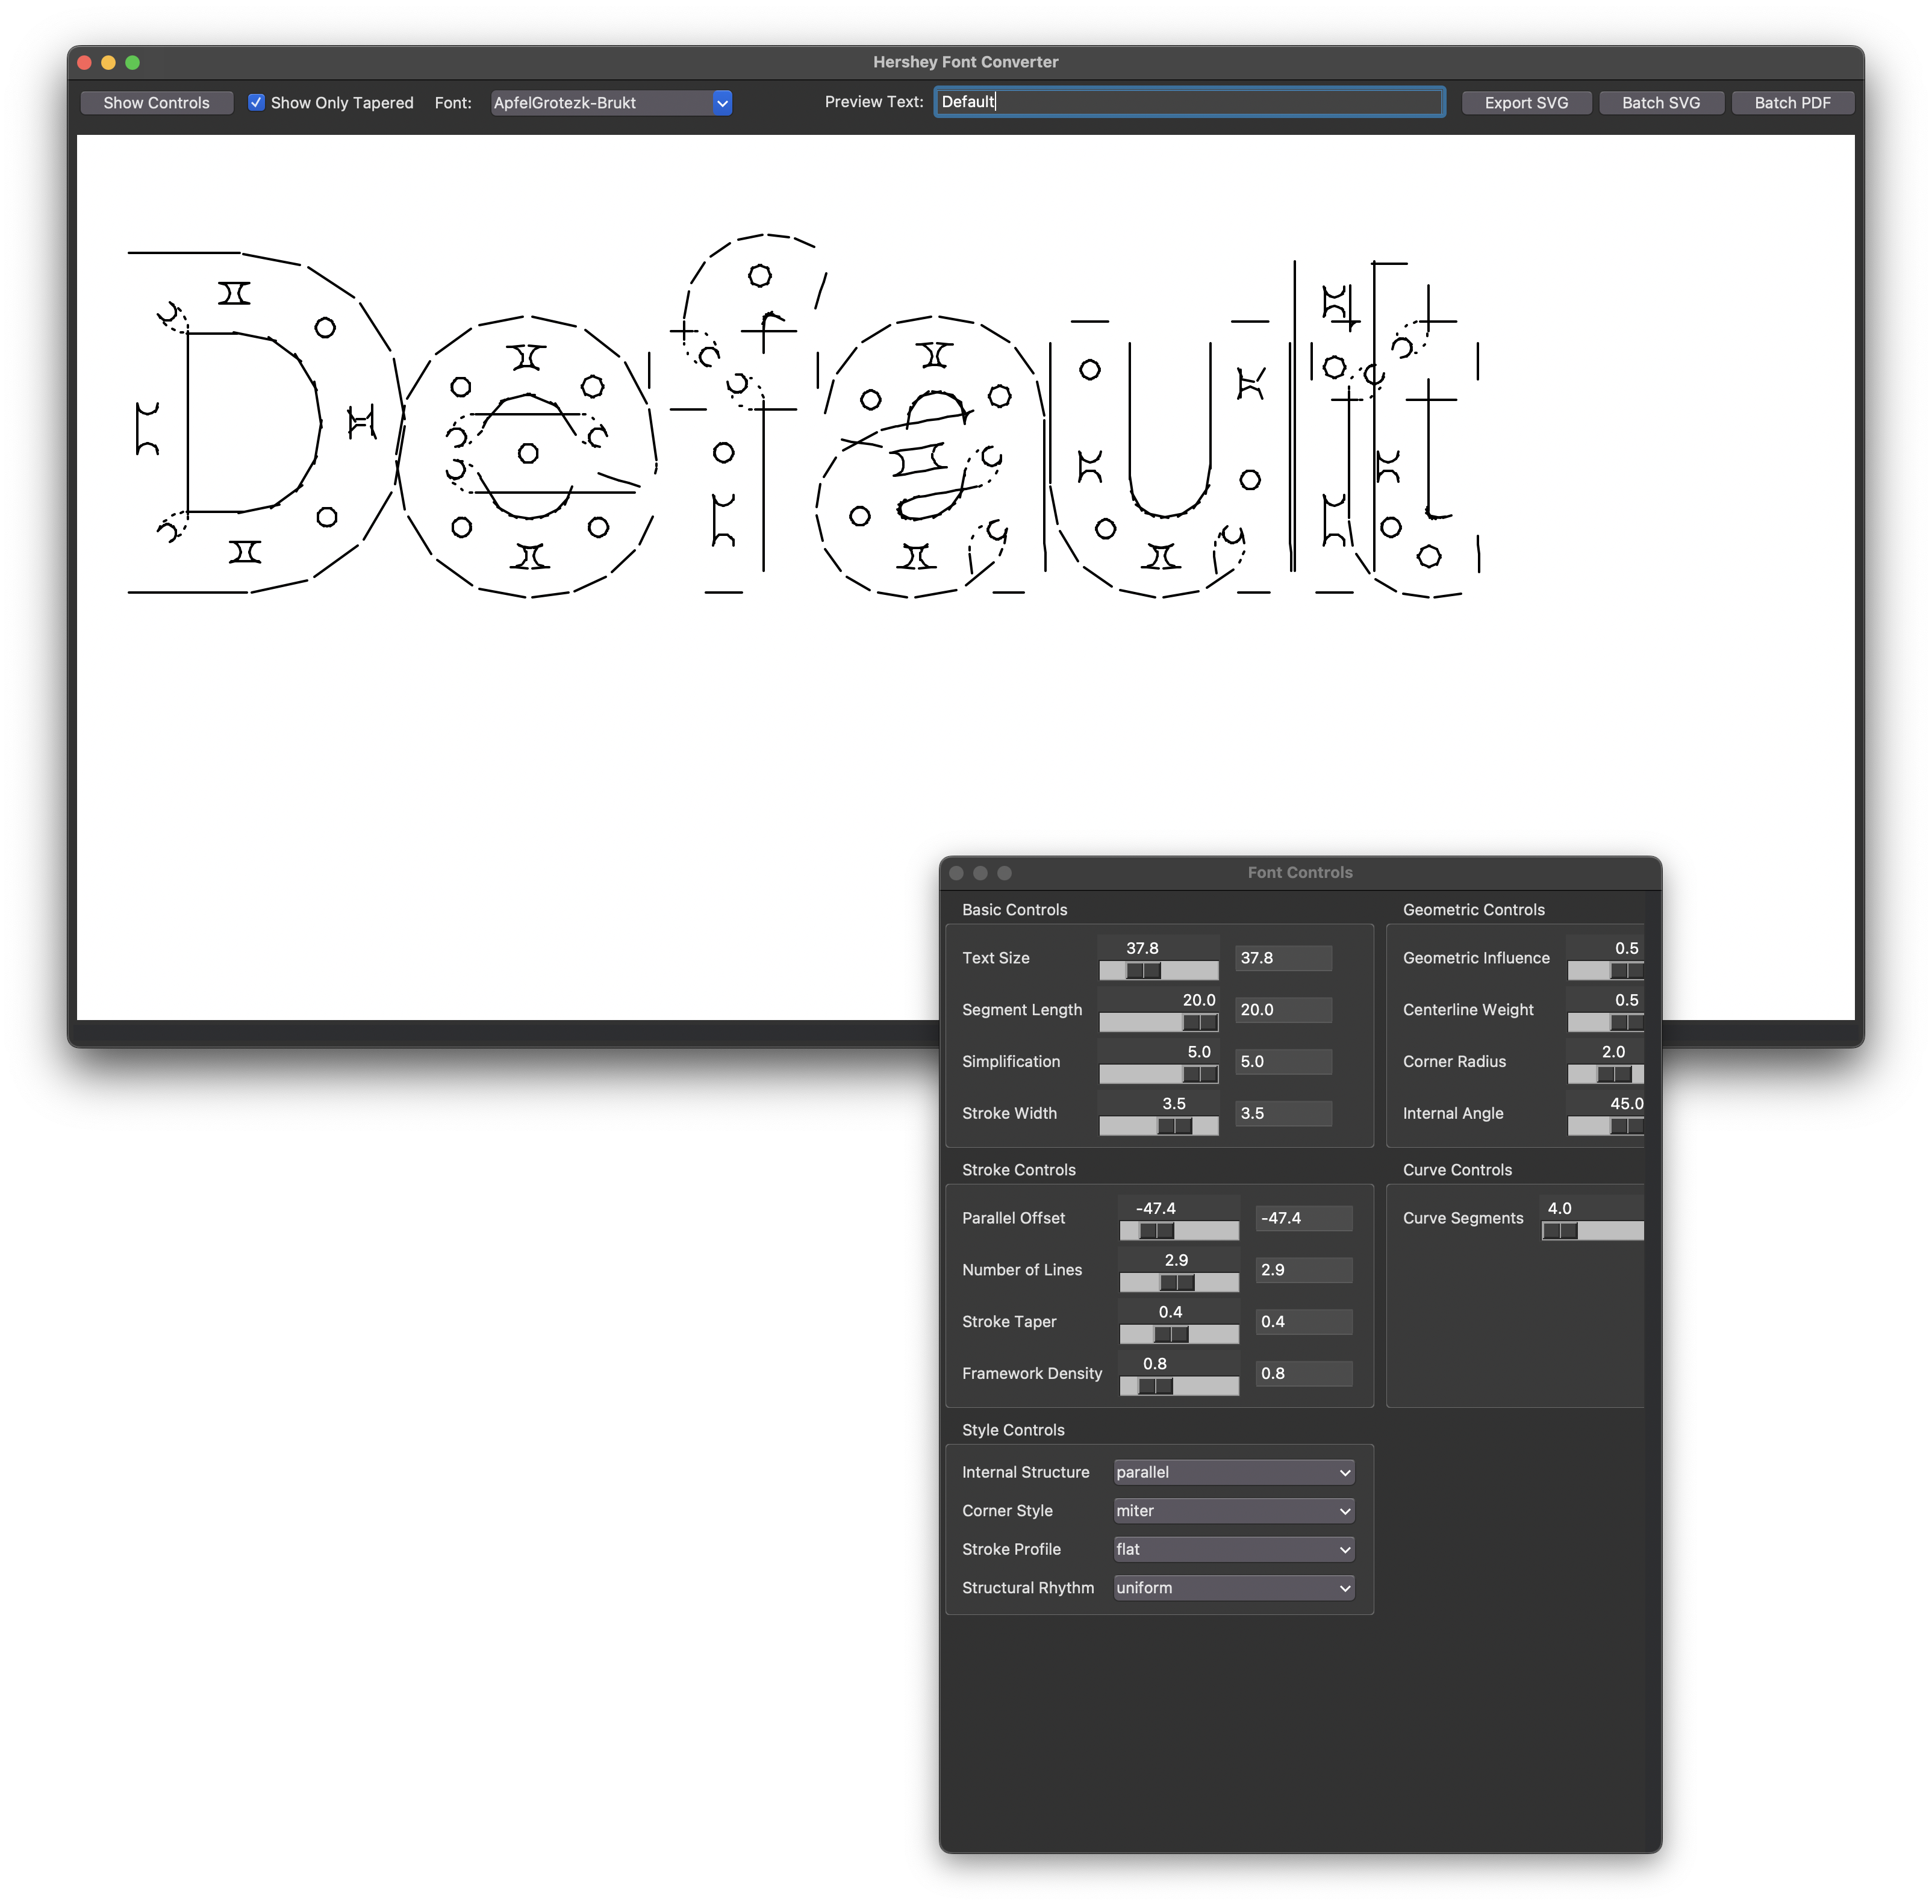 Hershey Font Converter
Show Controls Show Only Tapered Font: ApfelGrotezk-Brukt Preview Text: Default Export SVG Batch SVG Batch PDF
Default
Font Controls
Basic Controls
Text Size 37.8 37.8
Segment Length 20.0 20.0
Simplification 5.0 5.0
Stroke Width 3.5 3.5
Geometric Controls
Geometric Influence 0.5
Centerline Weight 0.5
Corner Radius 2.0
Internal Angle 45.0
Stroke Controls
Parallel Offset -47.4 -47.4
Number of Lines 2.9 2.9
Stroke Taper 0.4 0.4
Framework Density 0.8 0.8
Curve Controls
Curve Segments 4.0
Style Controls
Internal Structure parallel
Corner Style miter
Stroke Profile flat
Structural Rhythm uniform